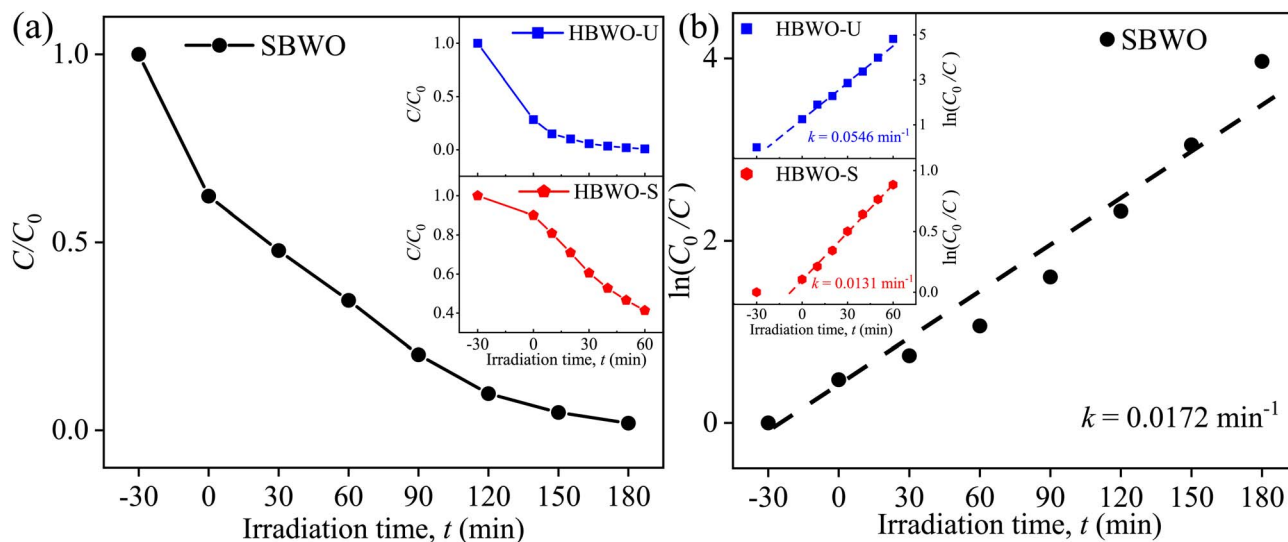 (a)
SBWO
C/C₀
1.0
0.5
0.0
-30 0 30 60 90 120 150 180
Irradiation time, t (min)
HBWO-U
C/C₀
1.0
0.5
0.0
HBWO-S
C/C₀
1.0
0.8
0.6
0.4
-30 0 30 60
Irradiation time, t (min)
(b)
SBWO
ln(C₀/C)
4
2
0
-30 0 30 60 90 120 150 180
Irradiation time, t (min)
k = 0.0172 min⁻¹
HBWO-U
ln(C₀/C)
5
3
1
k = 0.0546 min⁻¹
HBWO-S
ln(C₀/C)
1.0
0.5
0.0
k = 0.0131 min⁻¹
-30 0 30 60
Irradiation time, t (min)